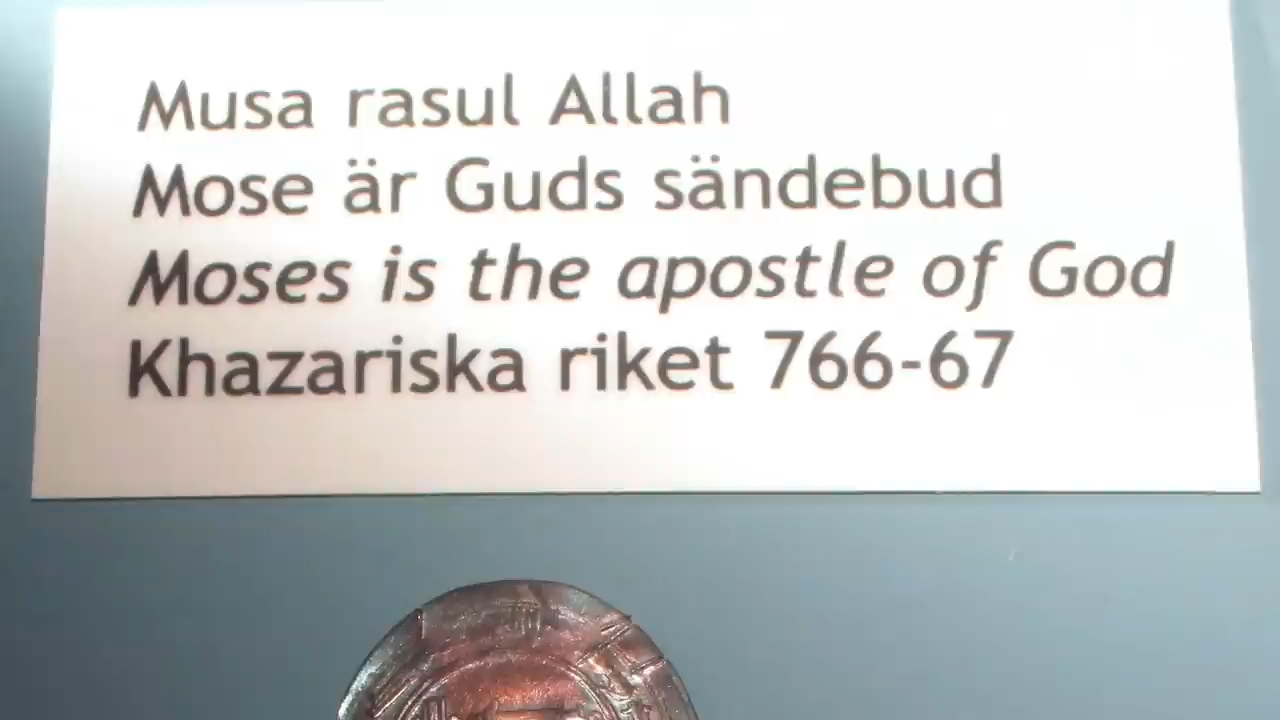 Musa rasul Allah
Mose är Guds sändebud
Moses is the apostle of God
Khazariska riket 766-67